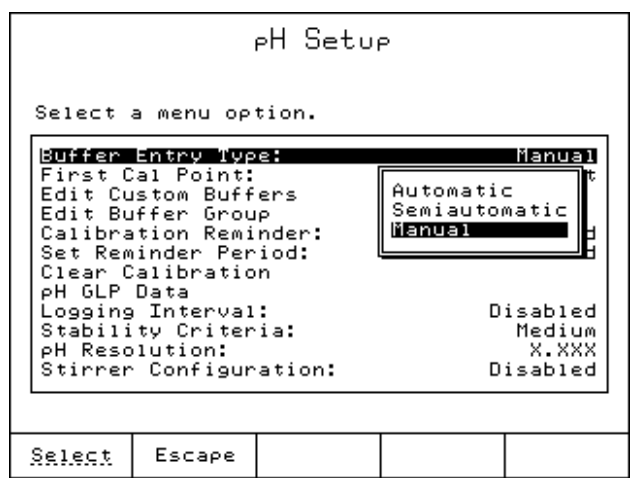 pH Setup
Select a menu option.
Buffer Entry Type: Manual
First Cal Point: t
Edit Custom Buffers
Automatic
Edit Buffer Group
Semiautomatic
Calibration Reminder: d
Manual
Set Reminder Period: d
Clear Calibration
pH GLP Data
Logging Interval: Disabled
Stability Criteria: Medium
pH Resolution: X.XXX
Stirrer Configuration: Disabled
Select Escape